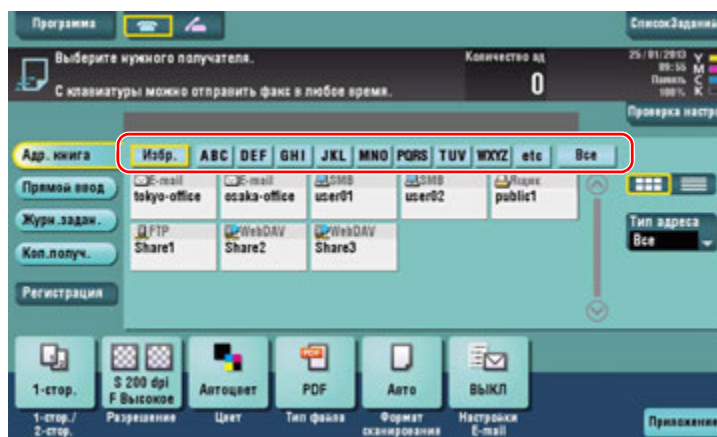 Программа
СписокЗаданий
Выберите нужного получателя.
С клавиатуры можно отправить факс в любое время.
Количество ад
0
25/01/2013
09:55
Память
100%
Y
M
C
K
Проверка настр
Адр. книга
Избр. ABC DEF GHI JKL MNO PQRS TUV WXYZ etc Все
Прямой ввод
Журн.задан.
Коп.получ.
Регистрация
E-mail
tokyo-office
E-mail
osaka-office
SMB
user01
SMB
user02
Ящик
public1
FTP
Share1
WebDAV
Share2
WebDAV
Share3
Тип адреса
Все
1-стор.
1-стор./
2-стор.
S 200 dpi
F Высокое
Разрешение
Автоцвет
Цвет
PDF
PDF
Тип файла
Авто
Формат
сканирования
ВЫКЛ
Настройки
E-mail
Приложение